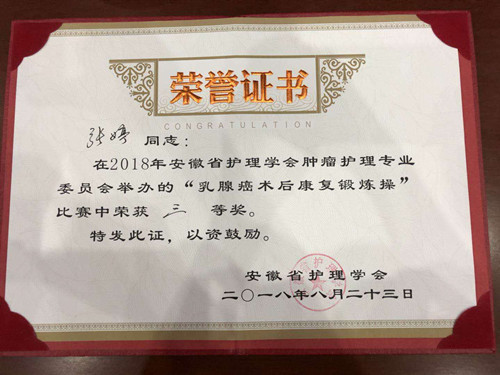 荣誉证书
CONGRATULATION
张婷 同志：
在2018年安徽省护理学会肿瘤护理专业
委员会举办的“乳腺癌术后康复锻炼操”
比赛中荣获 三 等奖。
特发此证，以资鼓励。
安徽省护理学会
二〇一八年八月二十三日